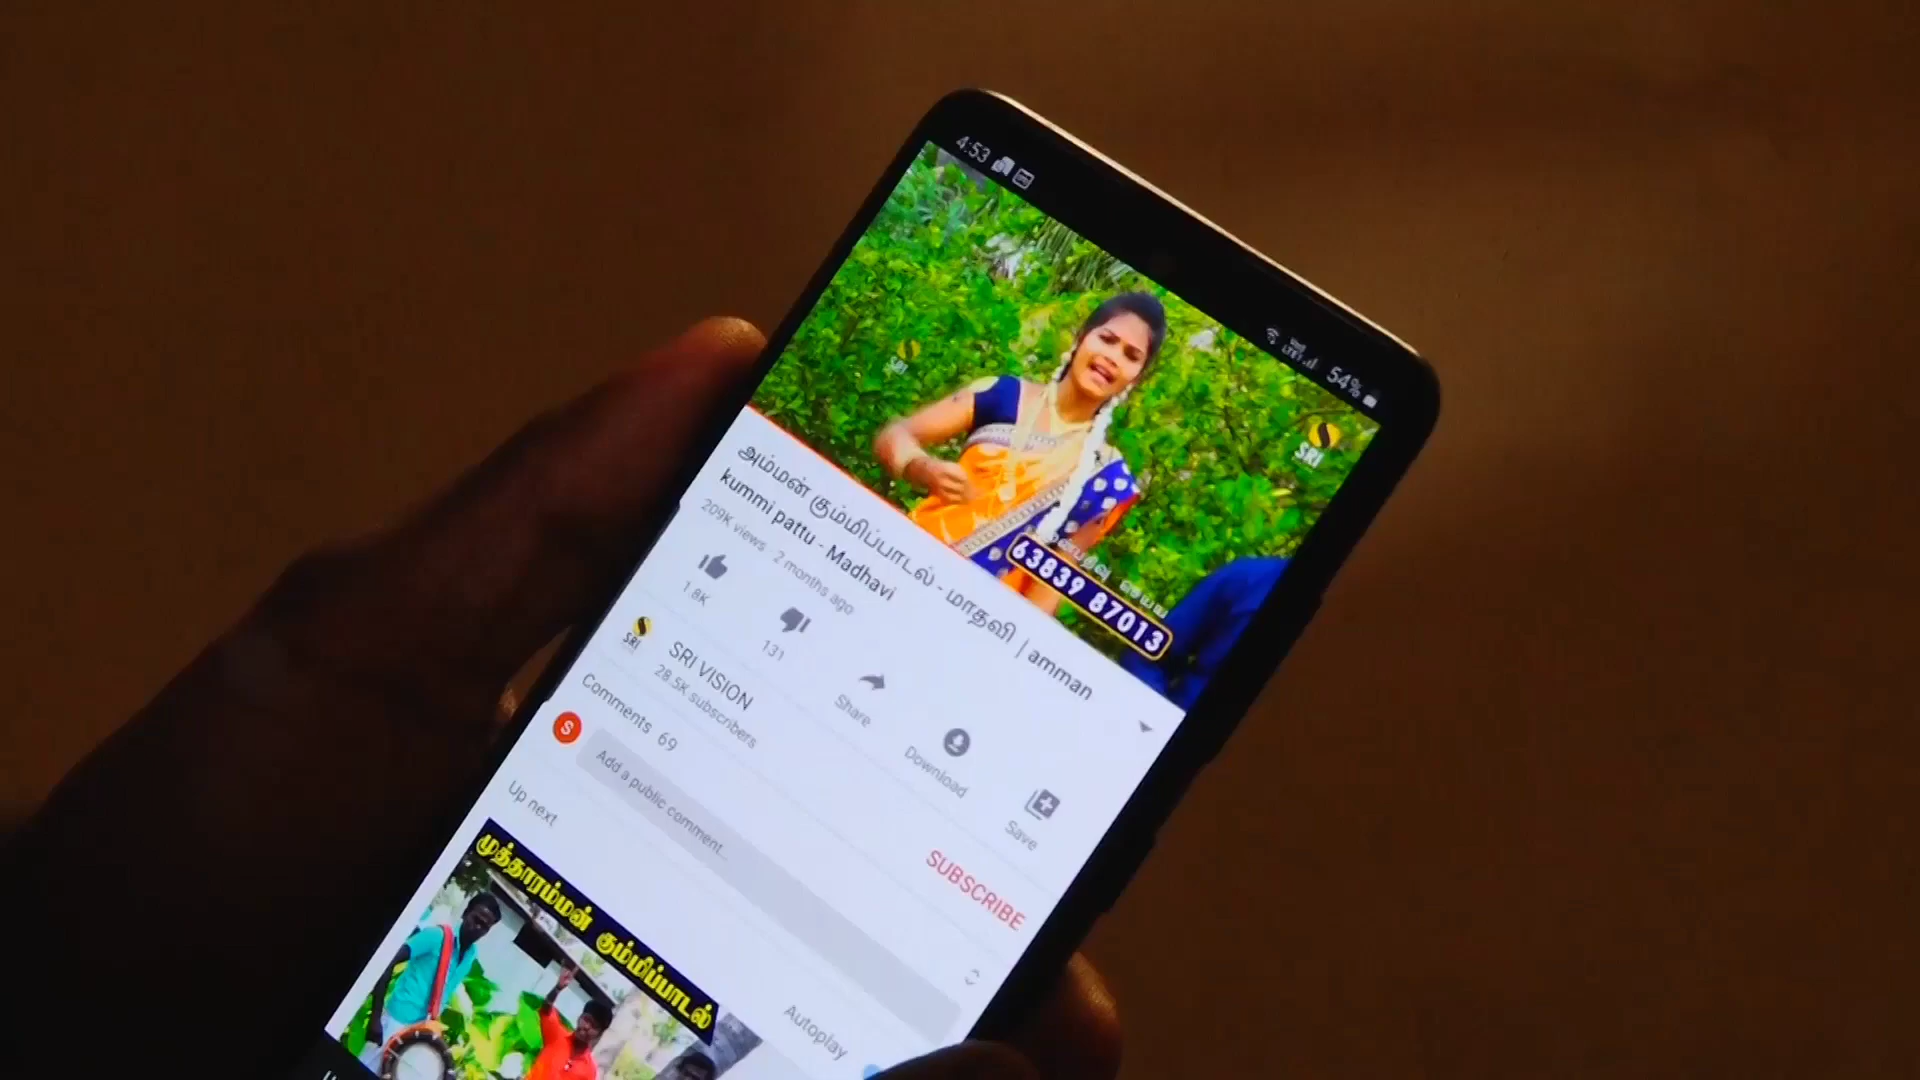 4:53
54%
SRI
SRI
முன்பதிவு செய்ய
63839 87013
அம்மன் கும்மிப்பாடல் - மாதவி | amman
kummi pattu - Madhavi
209K views · 2 months ago
1.8K
131
Share
Download
Save
SRI
SRI VISION
28.5K subscribers
SUBSCRIBE
Comments 69
S
Add a public comment...
Up next
Autoplay
முத்தாரம்மன் கும்மிப்பாடல்